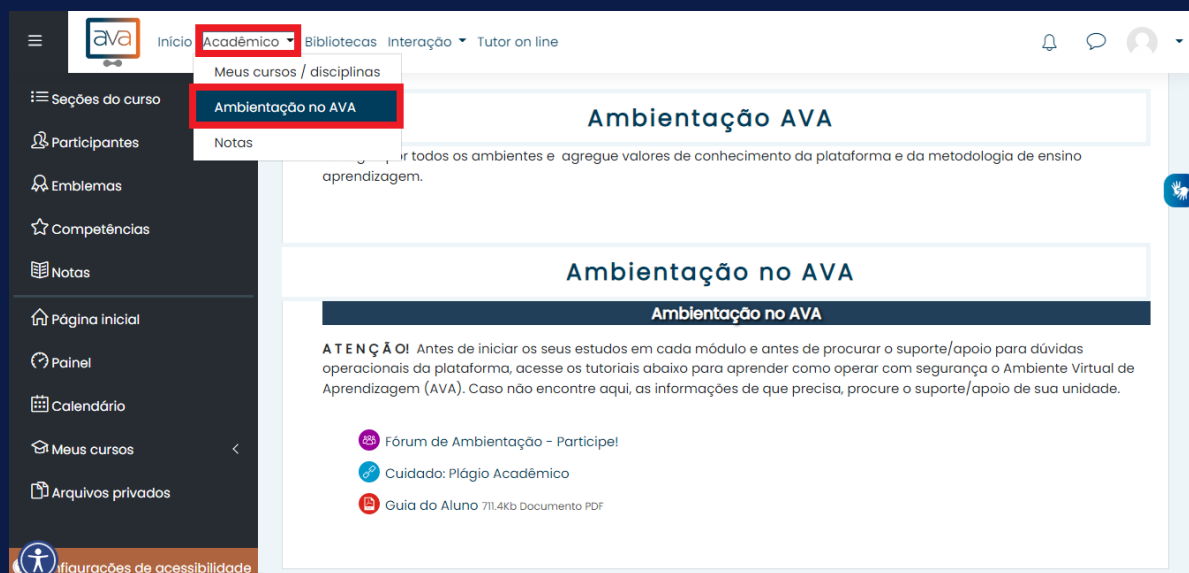 ava
Início Acadêmico Bibliotecas Interação Tutor on line
Meus cursos / disciplinas
Ambientação no AVA
Notas
Seções do curso
Participantes
Emblemas
Competências
Notas
Página inicial
Painel
Calendário
Meus cursos
Arquivos privados
figurações de acessibilidade
Ambientação AVA
por todos os ambientes e agregue valores de conhecimento da plataforma e da metodologia de ensino
aprendizagem.
Ambientação no AVA
Ambientação no AVA
A T E N Ç Ã O! Antes de iniciar os seus estudos em cada módulo e antes de procurar o suporte/apoio para dúvidas
operacionais da plataforma, acesse os tutoriais abaixo para aprender como operar com segurança o Ambiente Virtual de
Aprendizagem (AVA). Caso não encontre aqui, as informações de que precisa, procure o suporte/apoio de sua unidade.
Fórum de Ambientação - Participe!
Cuidado: Plágio Acadêmico
Guia do Aluno 711.4Kb Documento PDF